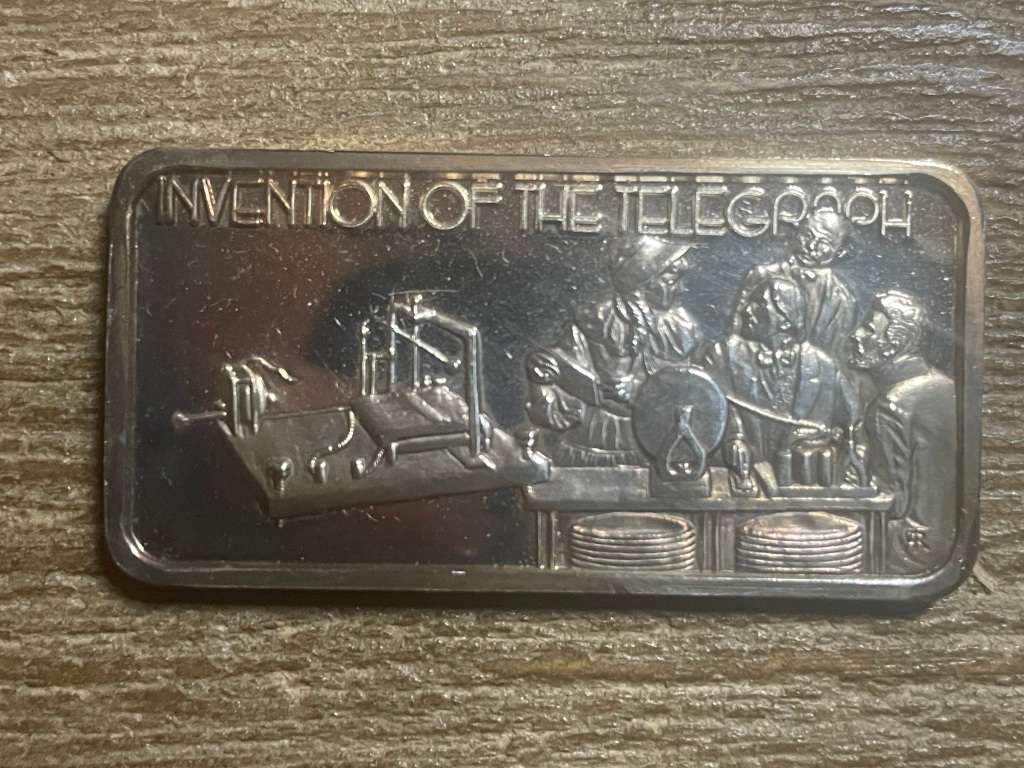 INVENTION OF THE TELEGRAPH